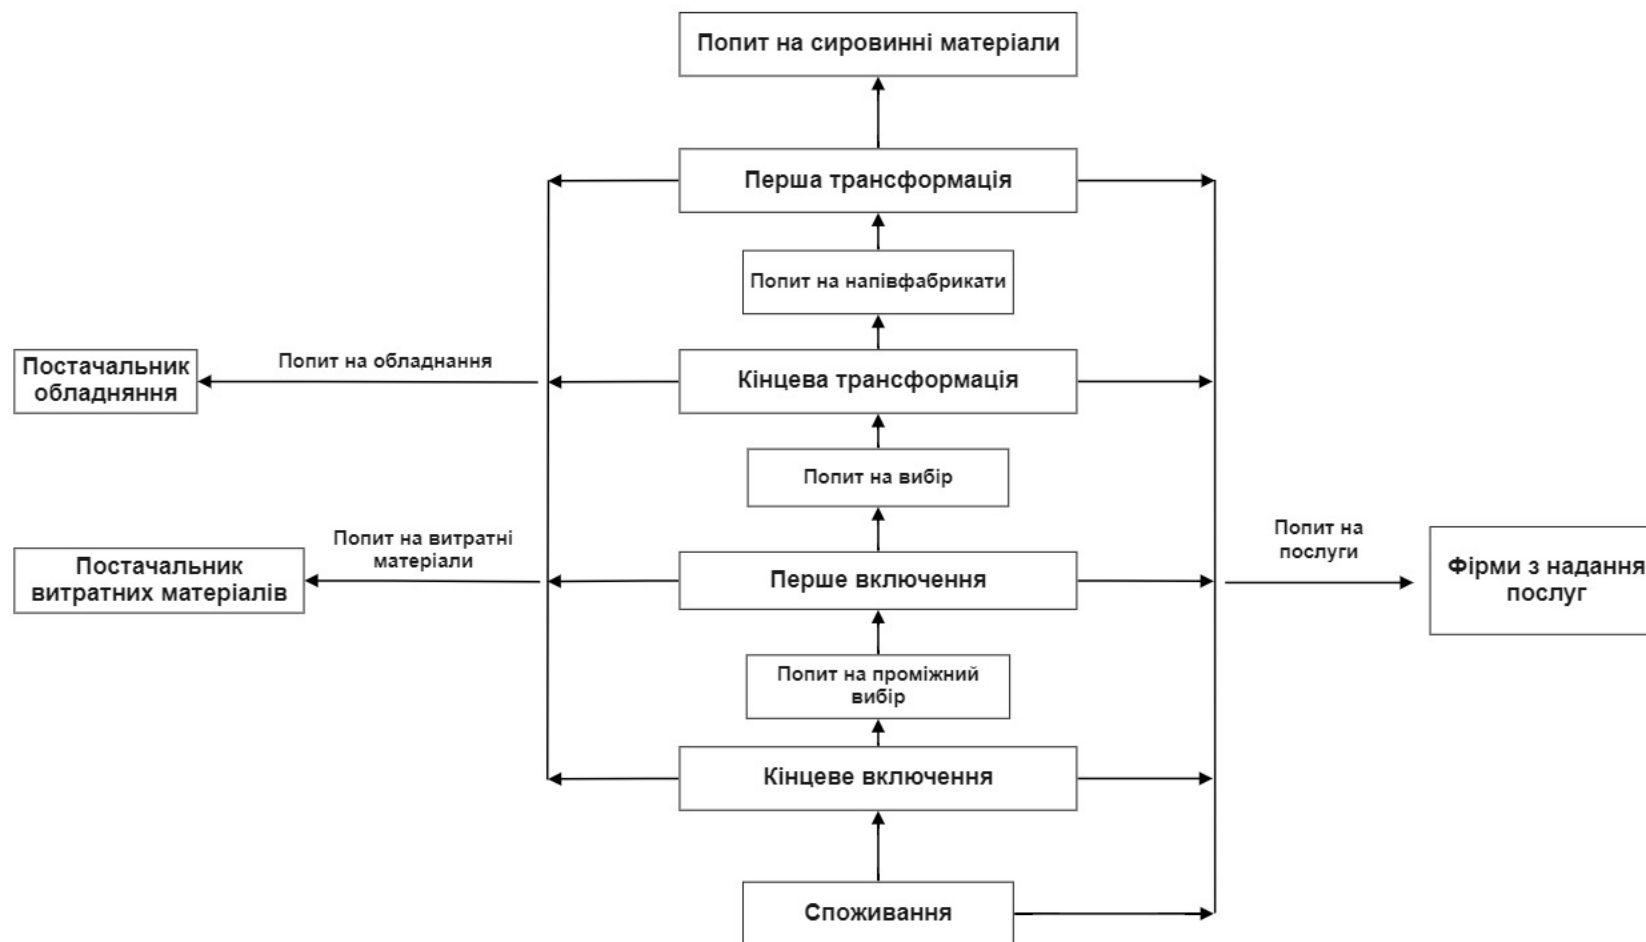 Попит на сировинні матеріали
Перша трансформація
Попит на напівфабрикати
Постачальник
обладняння
Попит на обладнання
Кінцева трансформація
Попит на вибір
Постачальник
витратних матеріалів
Попит на витратні
матеріали
Перше включення
Попит на
послуги
Фірми з надання
послуг
Попит на проміжний
вибір
Кінцеве включення
Споживання